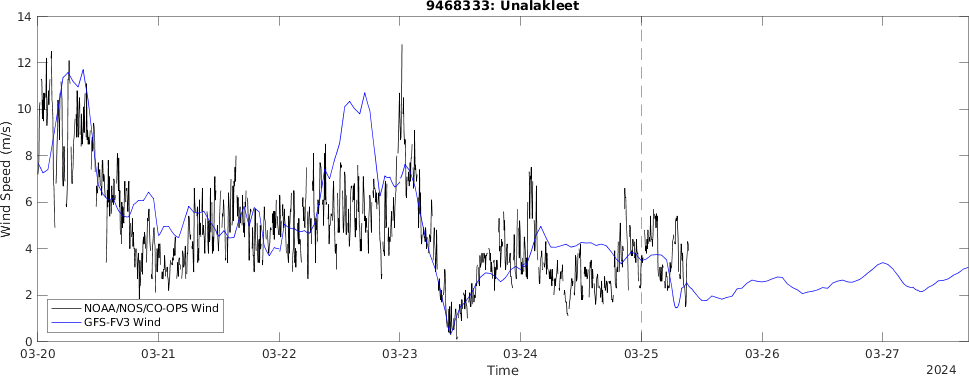 9468333: Unalakleet
14
12
10
8
6
4
2
0
Wind Speed (m/s)
NOAA/NOS/CO-OPS Wind
GFS-FV3 Wind
03-20 03-21 03-22 03-23 03-24 03-25 03-26 03-27
Time
2024